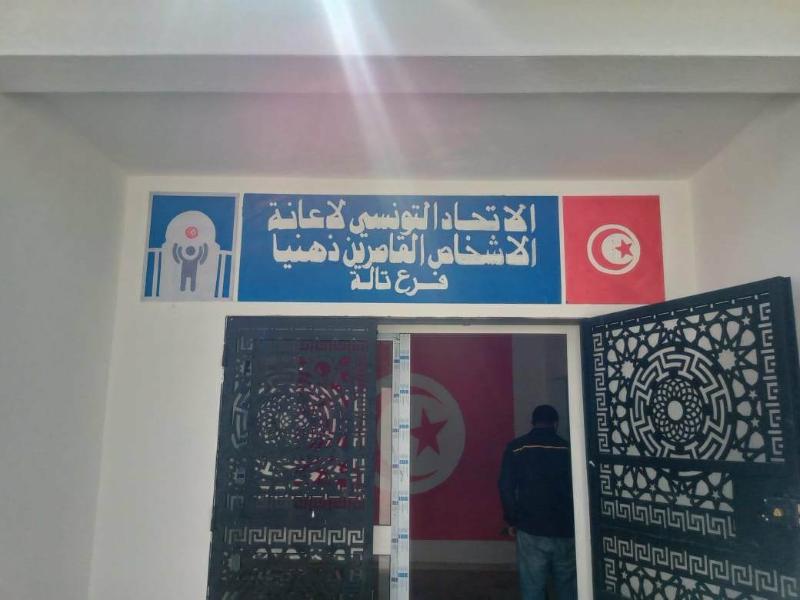 الاتحاد التونسي لاعانة
الاشخاص القاصرين ذهنيا
فرع تالة